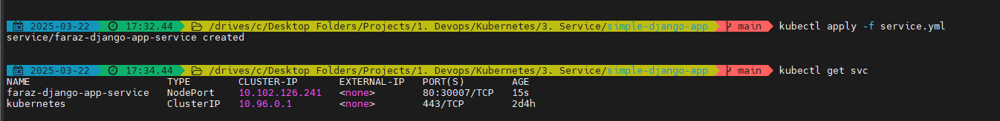 2025-03-22 17:32.44 /drives/c/Desktop Folders/Projects/1. Devops/Kubernetes/3. Service/simple-django-app main kubectl apply -f service.yml
service/faraz-django-app-service created
2025-03-22 17:34.44 /drives/c/Desktop Folders/Projects/1. Devops/Kubernetes/3. Service/simple-django-app main kubectl get svc
NAME TYPE CLUSTER-IP EXTERNAL-IP PORT(S) AGE
faraz-django-app-service NodePort 10.102.126.241 <none> 80:30007/TCP 15s
kubernetes ClusterIP 10.96.0.1 <none> 443/TCP 2d4h